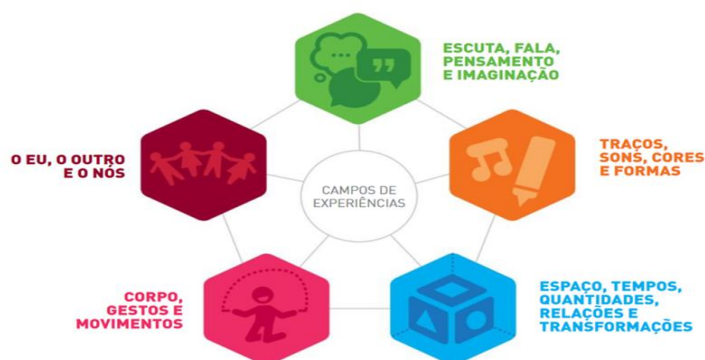 ESCUTA, FALA,
PENSAMENTO
E IMAGINAÇÃO
O EU, O OUTRO
E O NÓS
TRAÇOS,
SONS, CORES
E FORMAS
CAMPOS DE
EXPERIÊNCIAS
CORPO,
GESTOS E
MOVIMENTOS
ESPAÇO, TEMPOS,
QUANTIDADES,
RELAÇÕES E
TRANSFORMAÇÕES